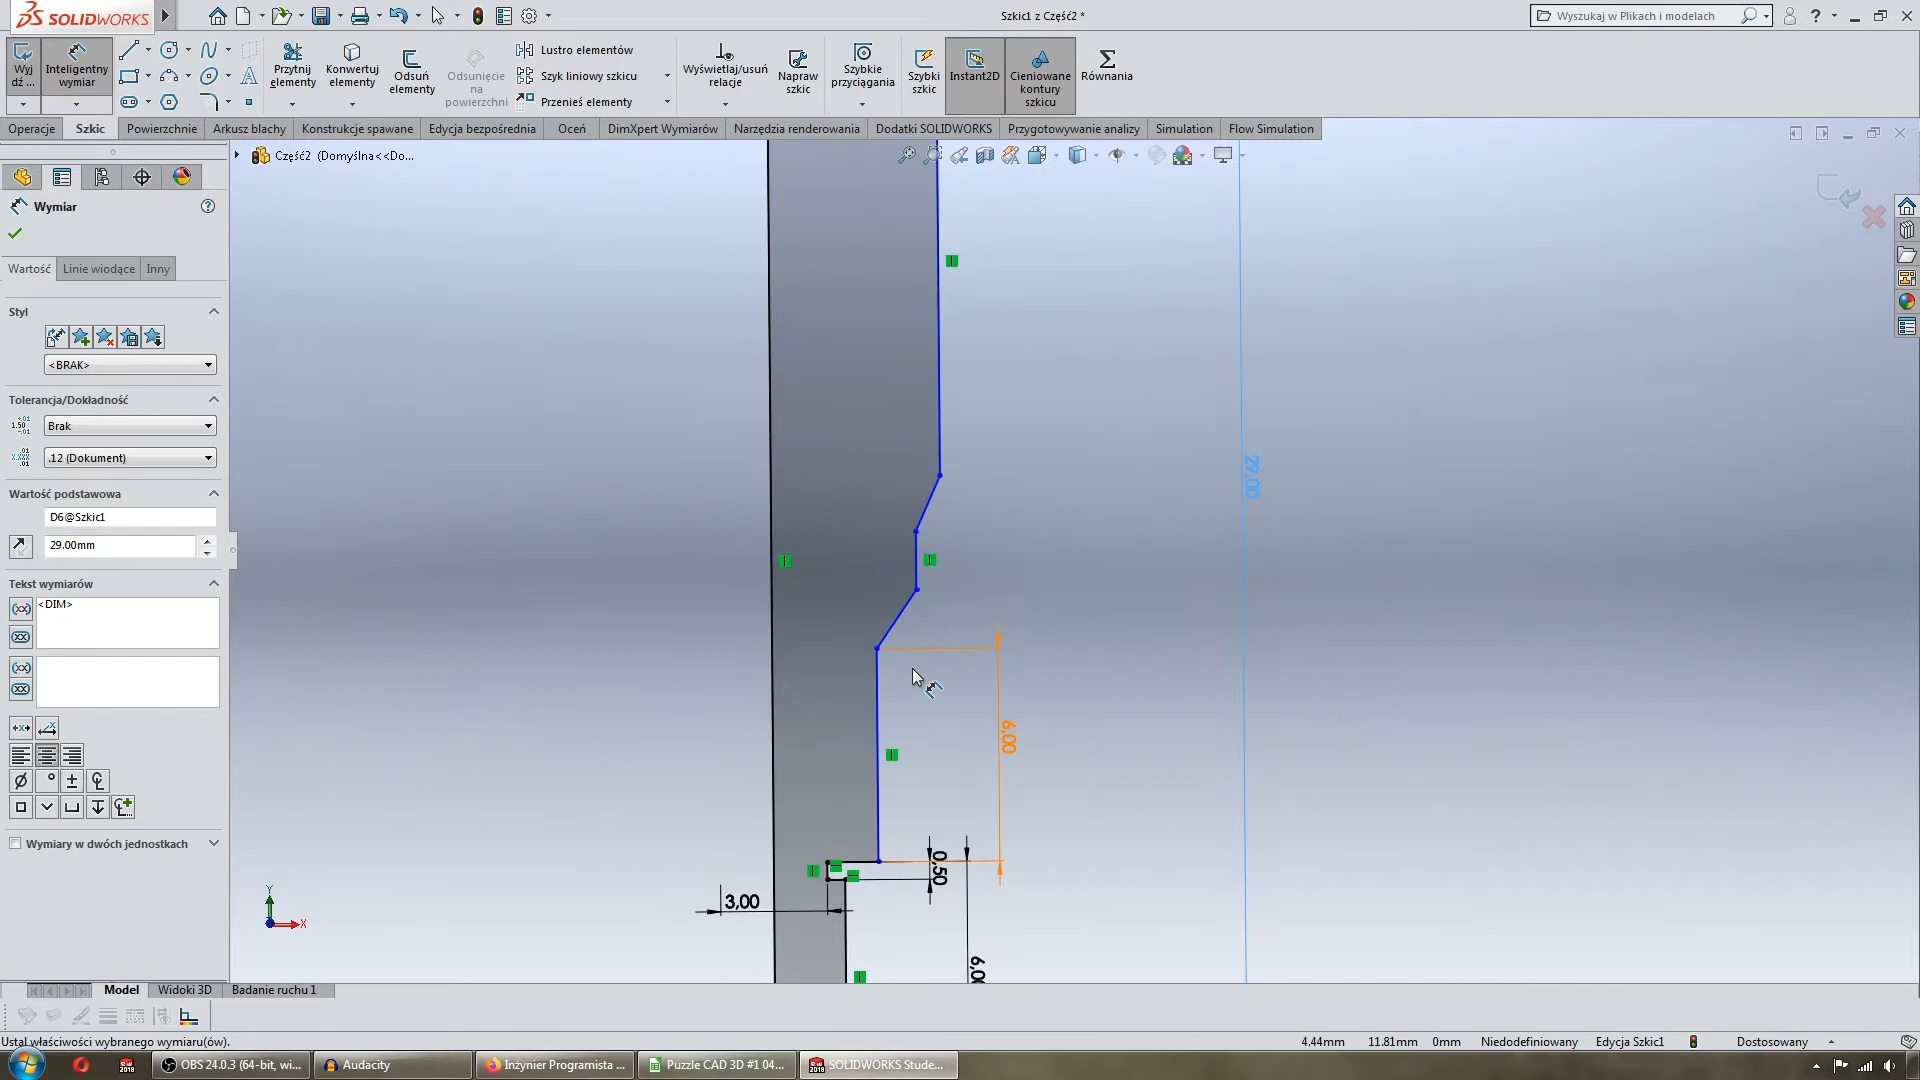 SOLIDWORKS
Szkic1 z Część2 *
Wyszukaj w Plikach i modelach
Wyj
dź ...
Inteligentny
wymiar
Przytnij
elementy
Konwertuj
elementy
Odsuń
elementy
Odsunięcie
na
powierzchni
Lustro elementów
Szyk liniowy szkicu
Przenieś elementy
Wyświetlaj/usuń
relacje
Napraw
szkic
Szybkie
przyciągania
Szybki
szkic
Instant2D
Cieniowane
kontury
szkicu
Równania
Operacje
Szkic
Powierzchnie
Arkusz blachy
Konstrukcje spawane
Edycja bezpośrednia
Oceń
DimXpert Wymiarów
Narzędzia renderowania
Dodatki SOLIDWORKS
Przygotowywanie analizy
Simulation
Flow Simulation
Część2 (Domyślna<<Do...
Wymiar
Wartość
Linie wiodące
Inny
Styl
<BRAK>
Tolerancja/Dokładność
Brak
.12 (Dokument)
Wartość podstawowa
D6@Szkic1
29.00mm
Tekst wymiarów
<DIM>
Wymiary w dwóch jednostkach
29,00
6,00
0,50
3,00
Y
X
Model
Widoki 3D
Badanie ruchu 1
Ustal właściwości wybranego wymiaru(ów).
4.44mm
11.81mm
0mm
Niedodefiniowany
Edycja Szkic1
Dostosowany
OBS 24.0.3 (64-bit, wi...
Audacity
Inżynier Programista ...
Puzzle CAD 3D #1 04...
SOLIDWORKS Stude...